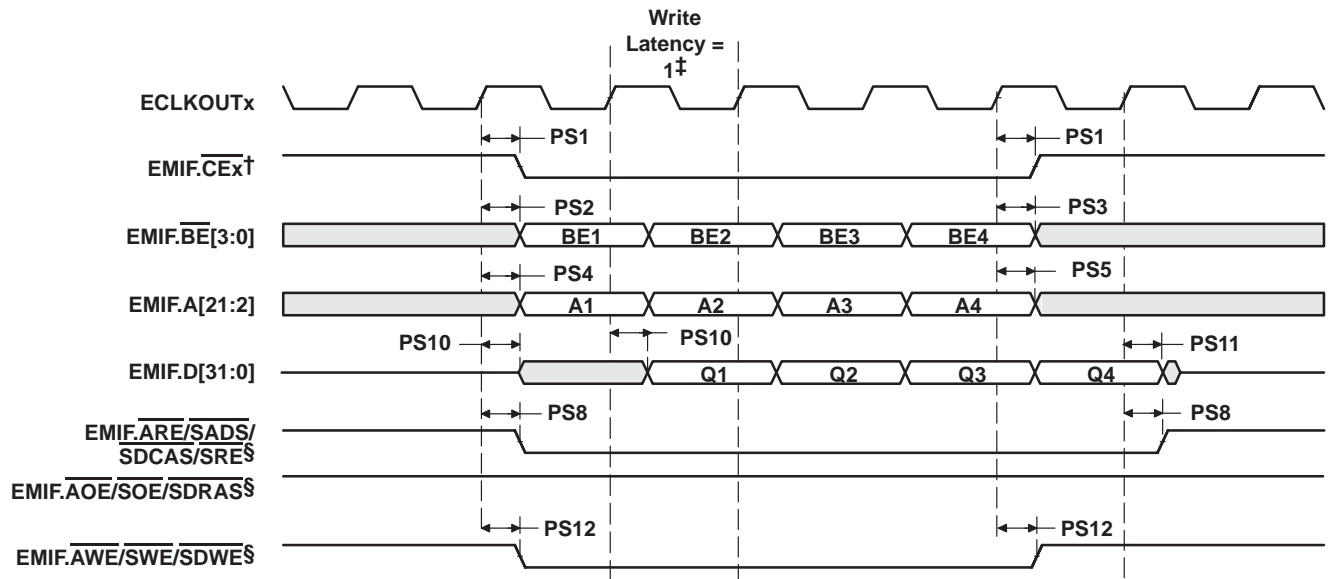 Write
Latency =
1‡
ECLKOUTx
PS1 PS1
EMIF.CEx†
PS2 PS3
EMIF.BE[3:0] BE1 BE2 BE3 BE4
PS4 PS5
EMIF.A[21:2] A1 A2 A3 A4
PS10 PS10 PS11
EMIF.D[31:0] Q1 Q2 Q3 Q4
PS8 PS8
EMIF.ARE/SADS/
SDCAS/SRE§
EMIF.AOE/SOE/SDRAS§
PS12 PS12
EMIF.AWE/SWE/SDWE§